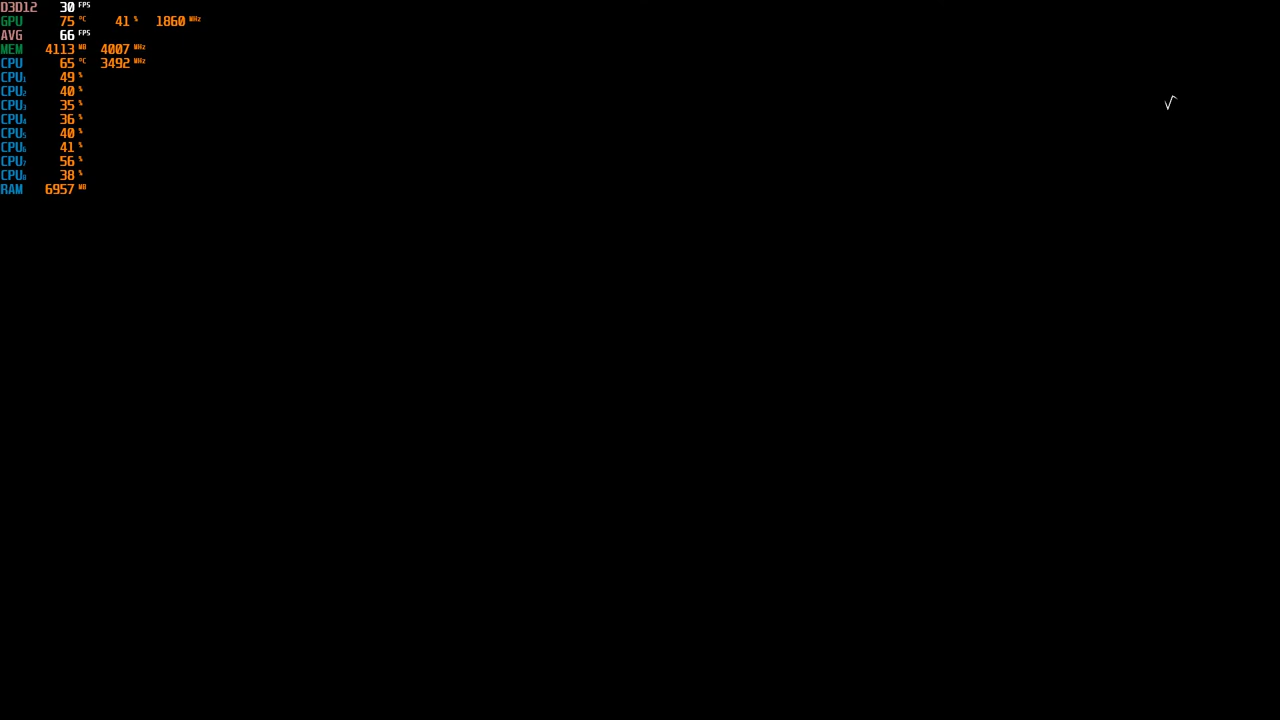 D3D12 30 FPS
GPU 75 °C 41 % 1860 MHz
AVG 66 FPS
MEM 4113 MB 4007 MHz
CPU 65 °C 3492 MHz
CPU1 49 %
CPU2 40 %
CPU3 35 %
CPU4 36 %
CPU5 40 %
CPU6 41 %
CPU7 56 %
CPU8 38 %
RAM 6957 MB